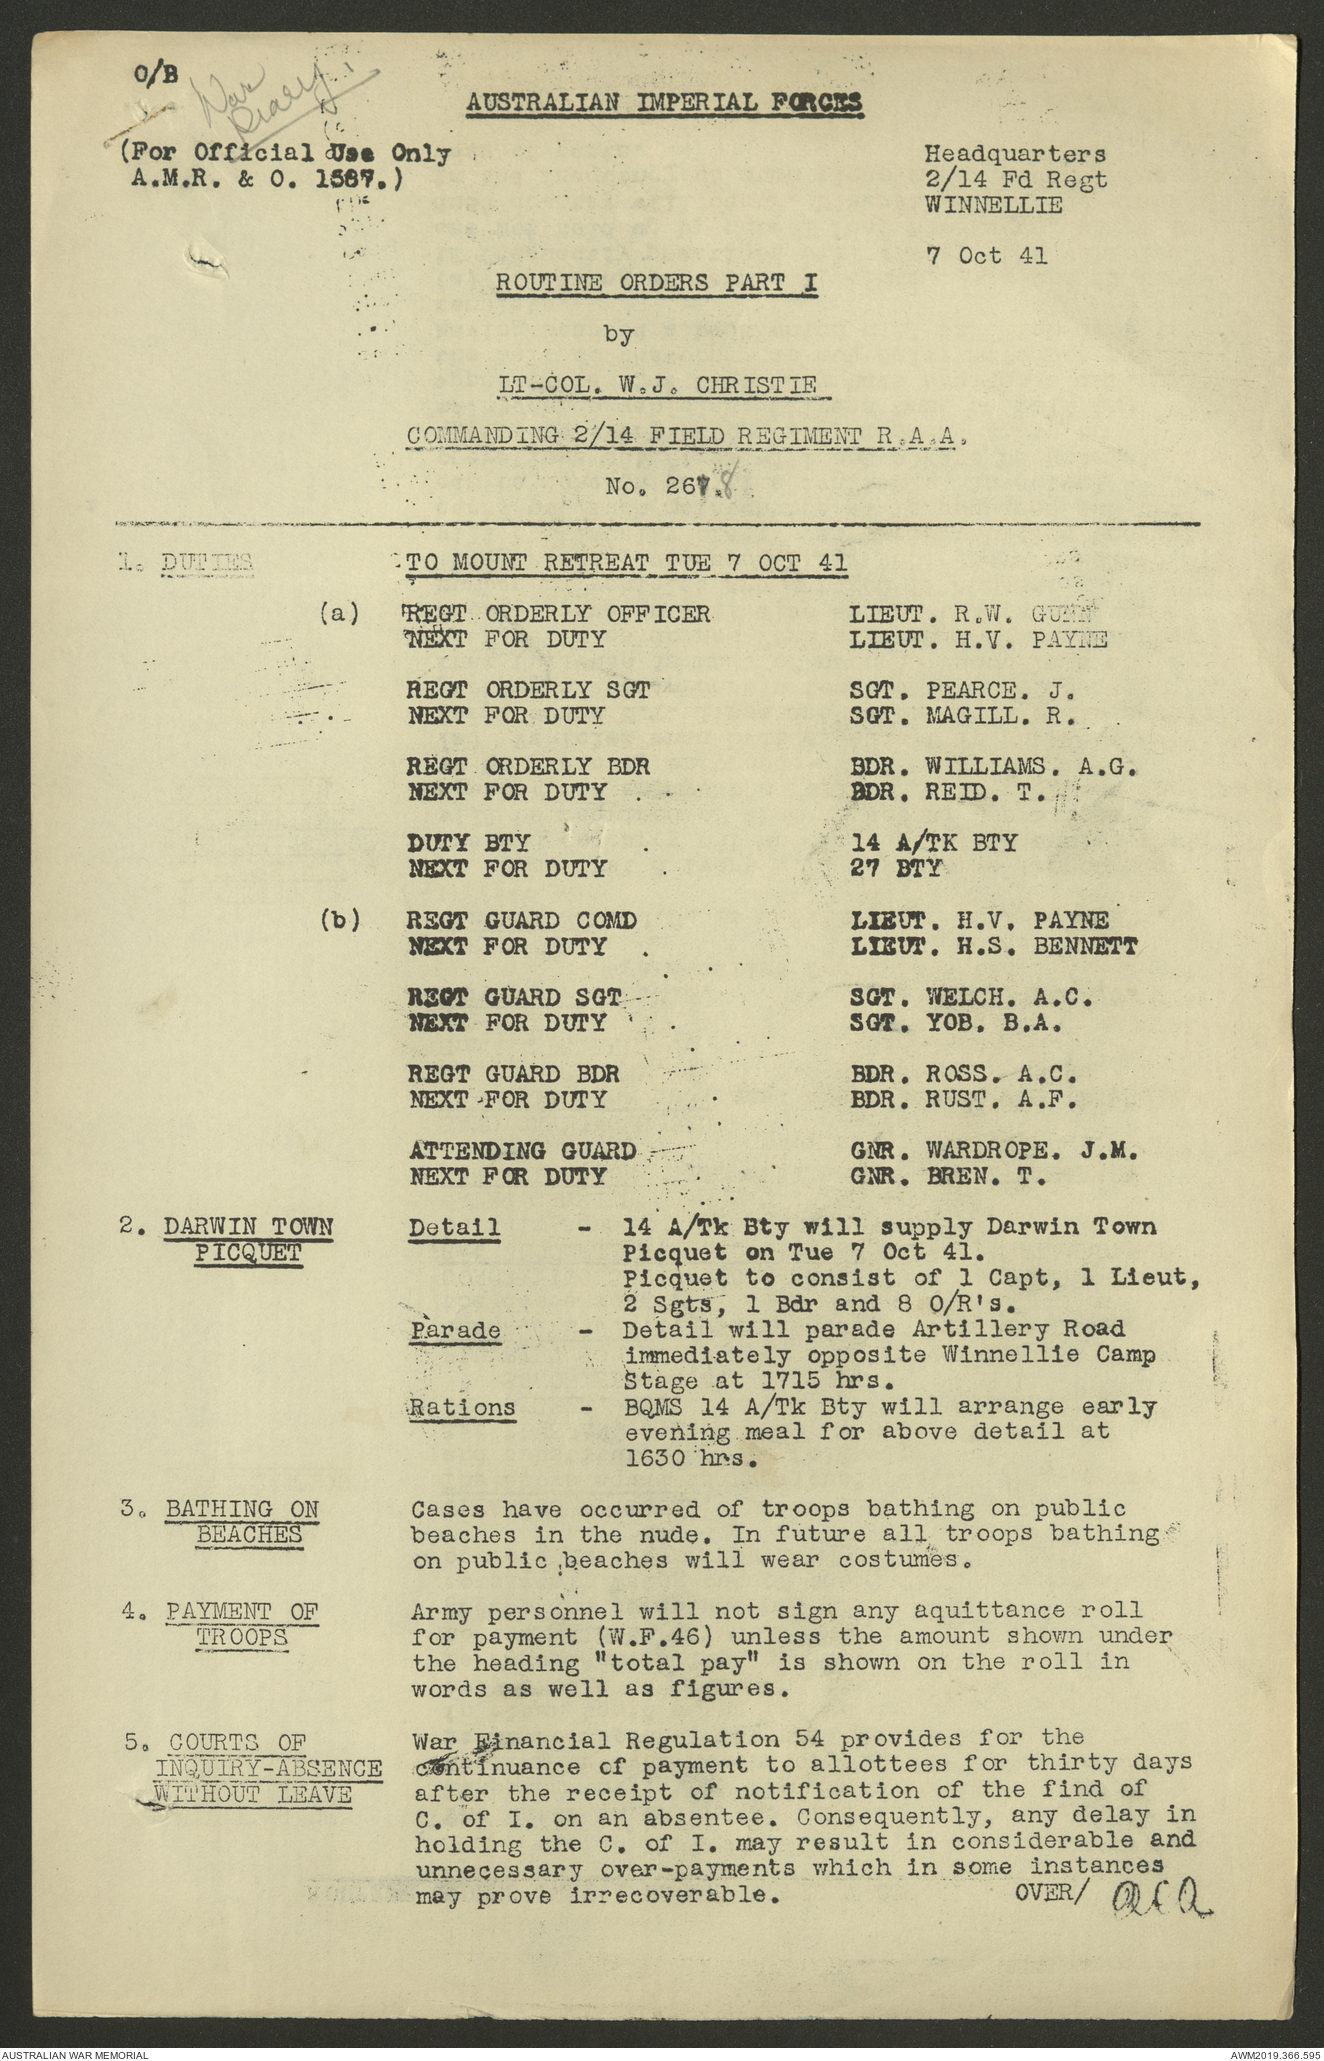 O/B
War
Diary
AUSTRALIAN IMPERIAL FORCES
(For Official Use Only
A.M.R. & O. 1587.)
Headquarters
2/14 Fd Regt
WINNELLIE
7 Oct 41
ROUTINE ORDERS PART I
by
LT-COL. W.J. CHRISTIE
COMMANDING 2/14 FIELD REGIMENT R.A.A.
No. 267.8
1. DUTIES TO MOUNT RETREAT TUE 7 OCT 41
(a) REGT ORDERLY OFFICER LIEUT. R.W. GUNN
NEXT FOR DUTY LIEUT. H.V. PAYNE
REGT ORDERLY SGT SGT. PEARCE. J.
NEXT FOR DUTY SGT. MAGILL. R.
REGT ORDERLY BDR BDR. WILLIAMS. A.G.
NEXT FOR DUTY BDR. REID. T.
DUTY BTY 14 A/TK BTY
NEXT FOR DUTY 27 BTY
(b) REGT GUARD COMD LIEUT. H.V. PAYNE
NEXT FOR DUTY LIEUT. H.S. BENNETT
REGT GUARD SGT SGT. WELCH. A.C.
NEXT FOR DUTY SGT. YOB. B.A.
REGT GUARD BDR BDR. ROSS. A.C.
NEXT FOR DUTY BDR. RUST. A.F.
ATTENDING GUARD GNR. WARDROPE. J.M.
NEXT FOR DUTY GNR. BREN. T.
2. DARWIN TOWN PICQUET
Detail - 14 A/Tk Bty will supply Darwin Town
Picquet on Tue 7 Oct 41.
Picquet to consist of 1 Capt, 1 Lieut,
2 Sgts, 1 Bdr and 8 O/R's.
Parade - Detail will parade Artillery Road
immediately opposite Winnellie Camp
Stage at 1715 hrs.
Rations - BQMS 14 A/Tk Bty will arrange early
evening meal for above detail at
1630 hrs.
3. BATHING ON BEACHES
Cases have occurred of troops bathing on public
beaches in the nude. In future all troops bathing
on public beaches will wear costumes.
4. PAYMENT OF TROOPS
Army personnel will not sign any aquittance roll
for payment (W.F.46) unless the amount shown under
the heading "total pay" is shown on the roll in
words as well as figures.
5. COURTS OF INQUIRY-ABSENCE WITHOUT LEAVE
War Financial Regulation 54 provides for the
continuance of payment to allottees for thirty days
after the receipt of notification of the find of
C. of I. on an absentee. Consequently, any delay in
holding the C. of I. may result in considerable and
unnecessary over-payments which in some instances
may prove irrecoverable.
OVER/
AUSTRALIAN WAR MEMORIAL
AWM2019.366.595